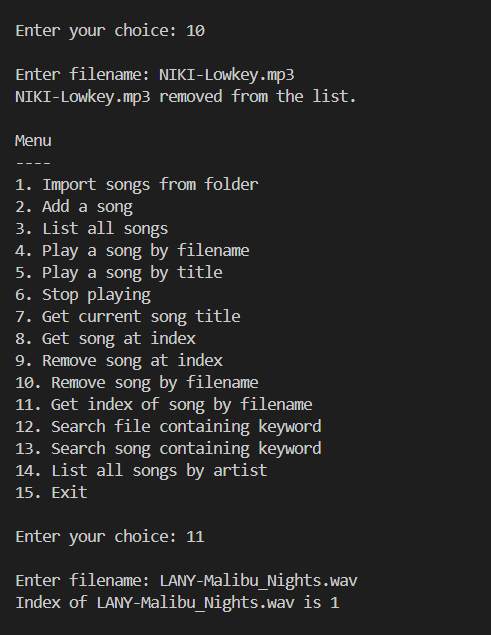 Enter your choice: 10
Enter filename: NIKI-Lowkey.mp3
NIKI-Lowkey.mp3 removed from the list.
Menu
----
1. Import songs from folder
2. Add a song
3. List all songs
4. Play a song by filename
5. Play a song by title
6. Stop playing
7. Get current song title
8. Get song at index
9. Remove song at index
10. Remove song by filename
11. Get index of song by filename
12. Search file containing keyword
13. Search song containing keyword
14. List all songs by artist
15. Exit
Enter your choice: 11
Enter filename: LANY-Malibu_Nights.wav
Index of LANY-Malibu_Nights.wav is 1